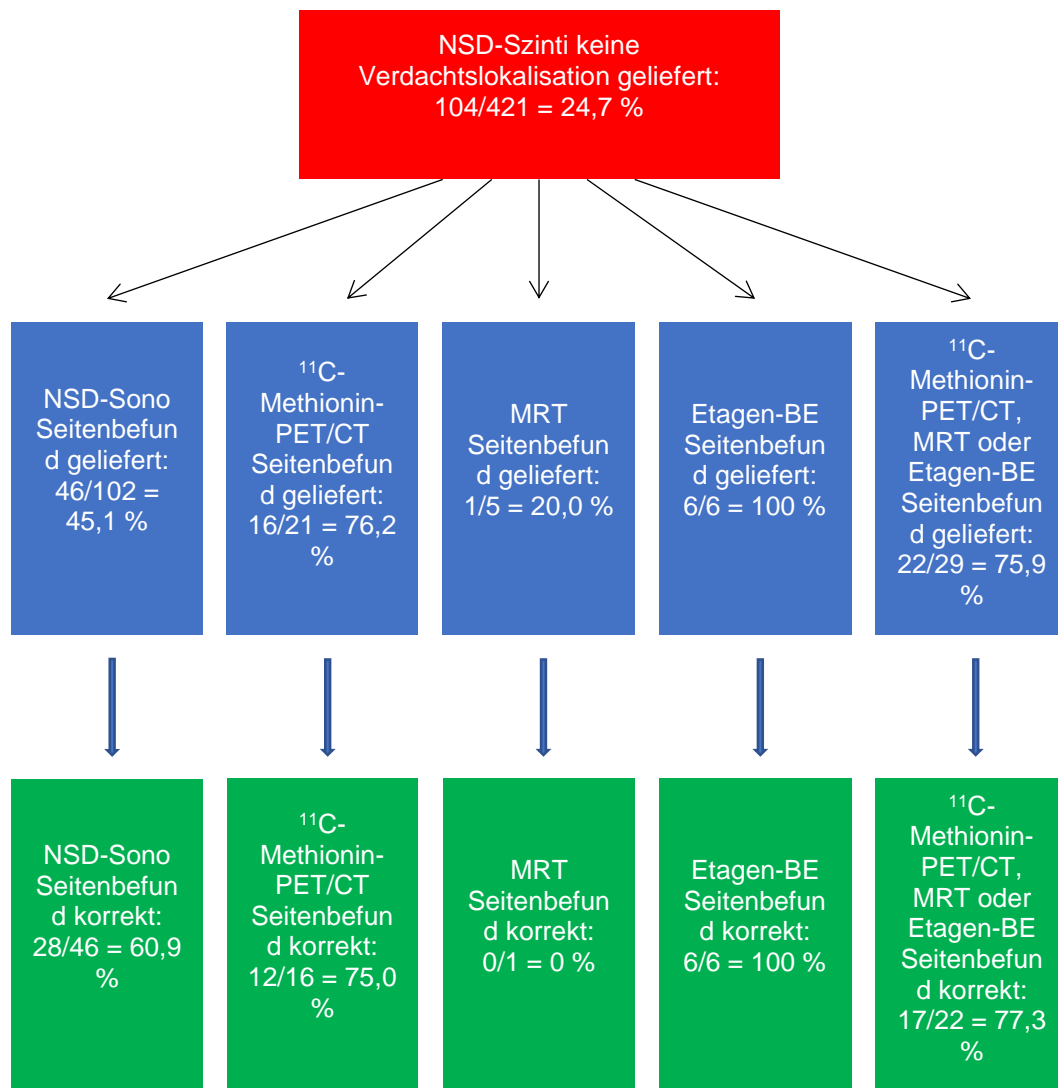 NSD-Szinti keine
Verdachtslokalisation geliefert:
104/421 = 24,7 %
NSD-Sono
Seitenbefun
d geliefert:
46/102 =
45,1 %
¹¹C-
Methionin-
PET/CT
Seitenbefun
d geliefert:
16/21 = 76,2
%
MRT
Seitenbefun
d geliefert:
1/5 = 20,0 %
Etagen-BE
Seitenbefun
d geliefert:
6/6 = 100 %
¹¹C-
Methionin-
PET/CT,
MRT oder
Etagen-BE
Seitenbefun
d geliefert:
22/29 = 75,9
%
NSD-Sono
Seitenbefun
d korrekt:
28/46 = 60,9
%
¹¹C-
Methionin-
PET/CT
Seitenbefun
d korrekt:
12/16 = 75,0
%
MRT
Seitenbefun
d korrekt:
0/1 = 0 %
Etagen-BE
Seitenbefun
d korrekt:
6/6 = 100 %
¹¹C-
Methionin-
PET/CT,
MRT oder
Etagen-BE
Seitenbefun
d korrekt:
17/22 = 77,3
%